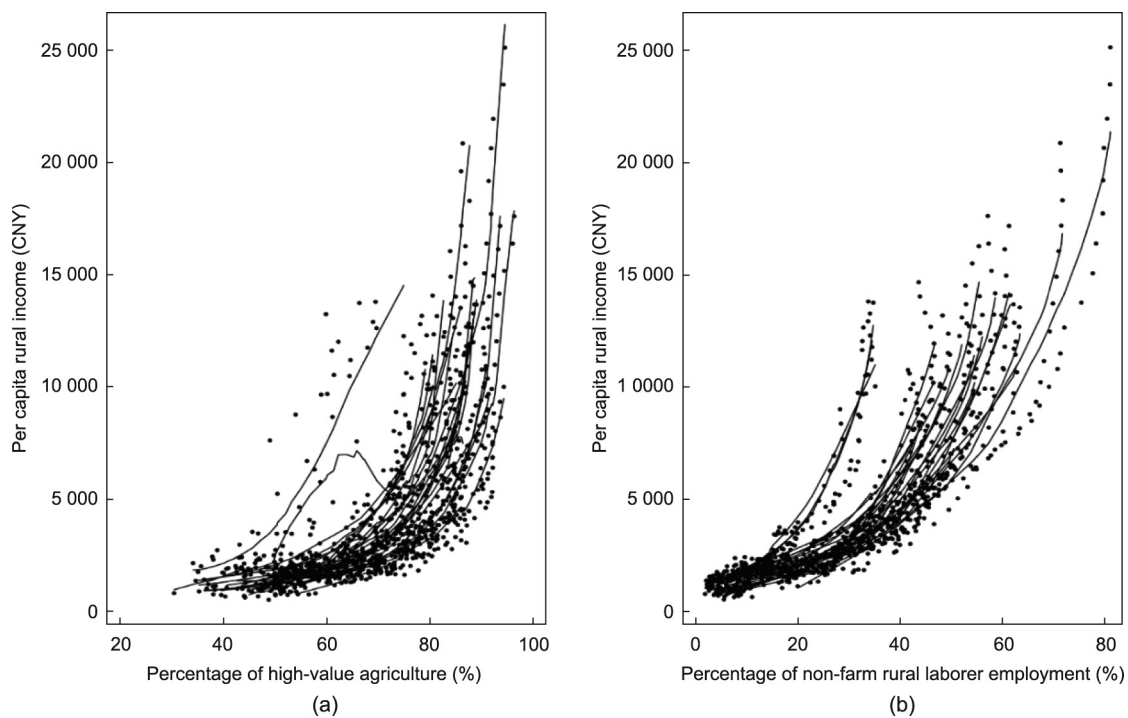 25 000
20 000
15 000
10 000
5 000
0
Per capita rural income (CNY)
20 40 60 80 100
Percentage of high-value agriculture (%)
(a)
25 000
20 000
15 000
1 0000
5 000
0
Per capita rural income (CNY)
0 20 40 60 80
Percentage of non-farm rural laborer employment (%)
(b)